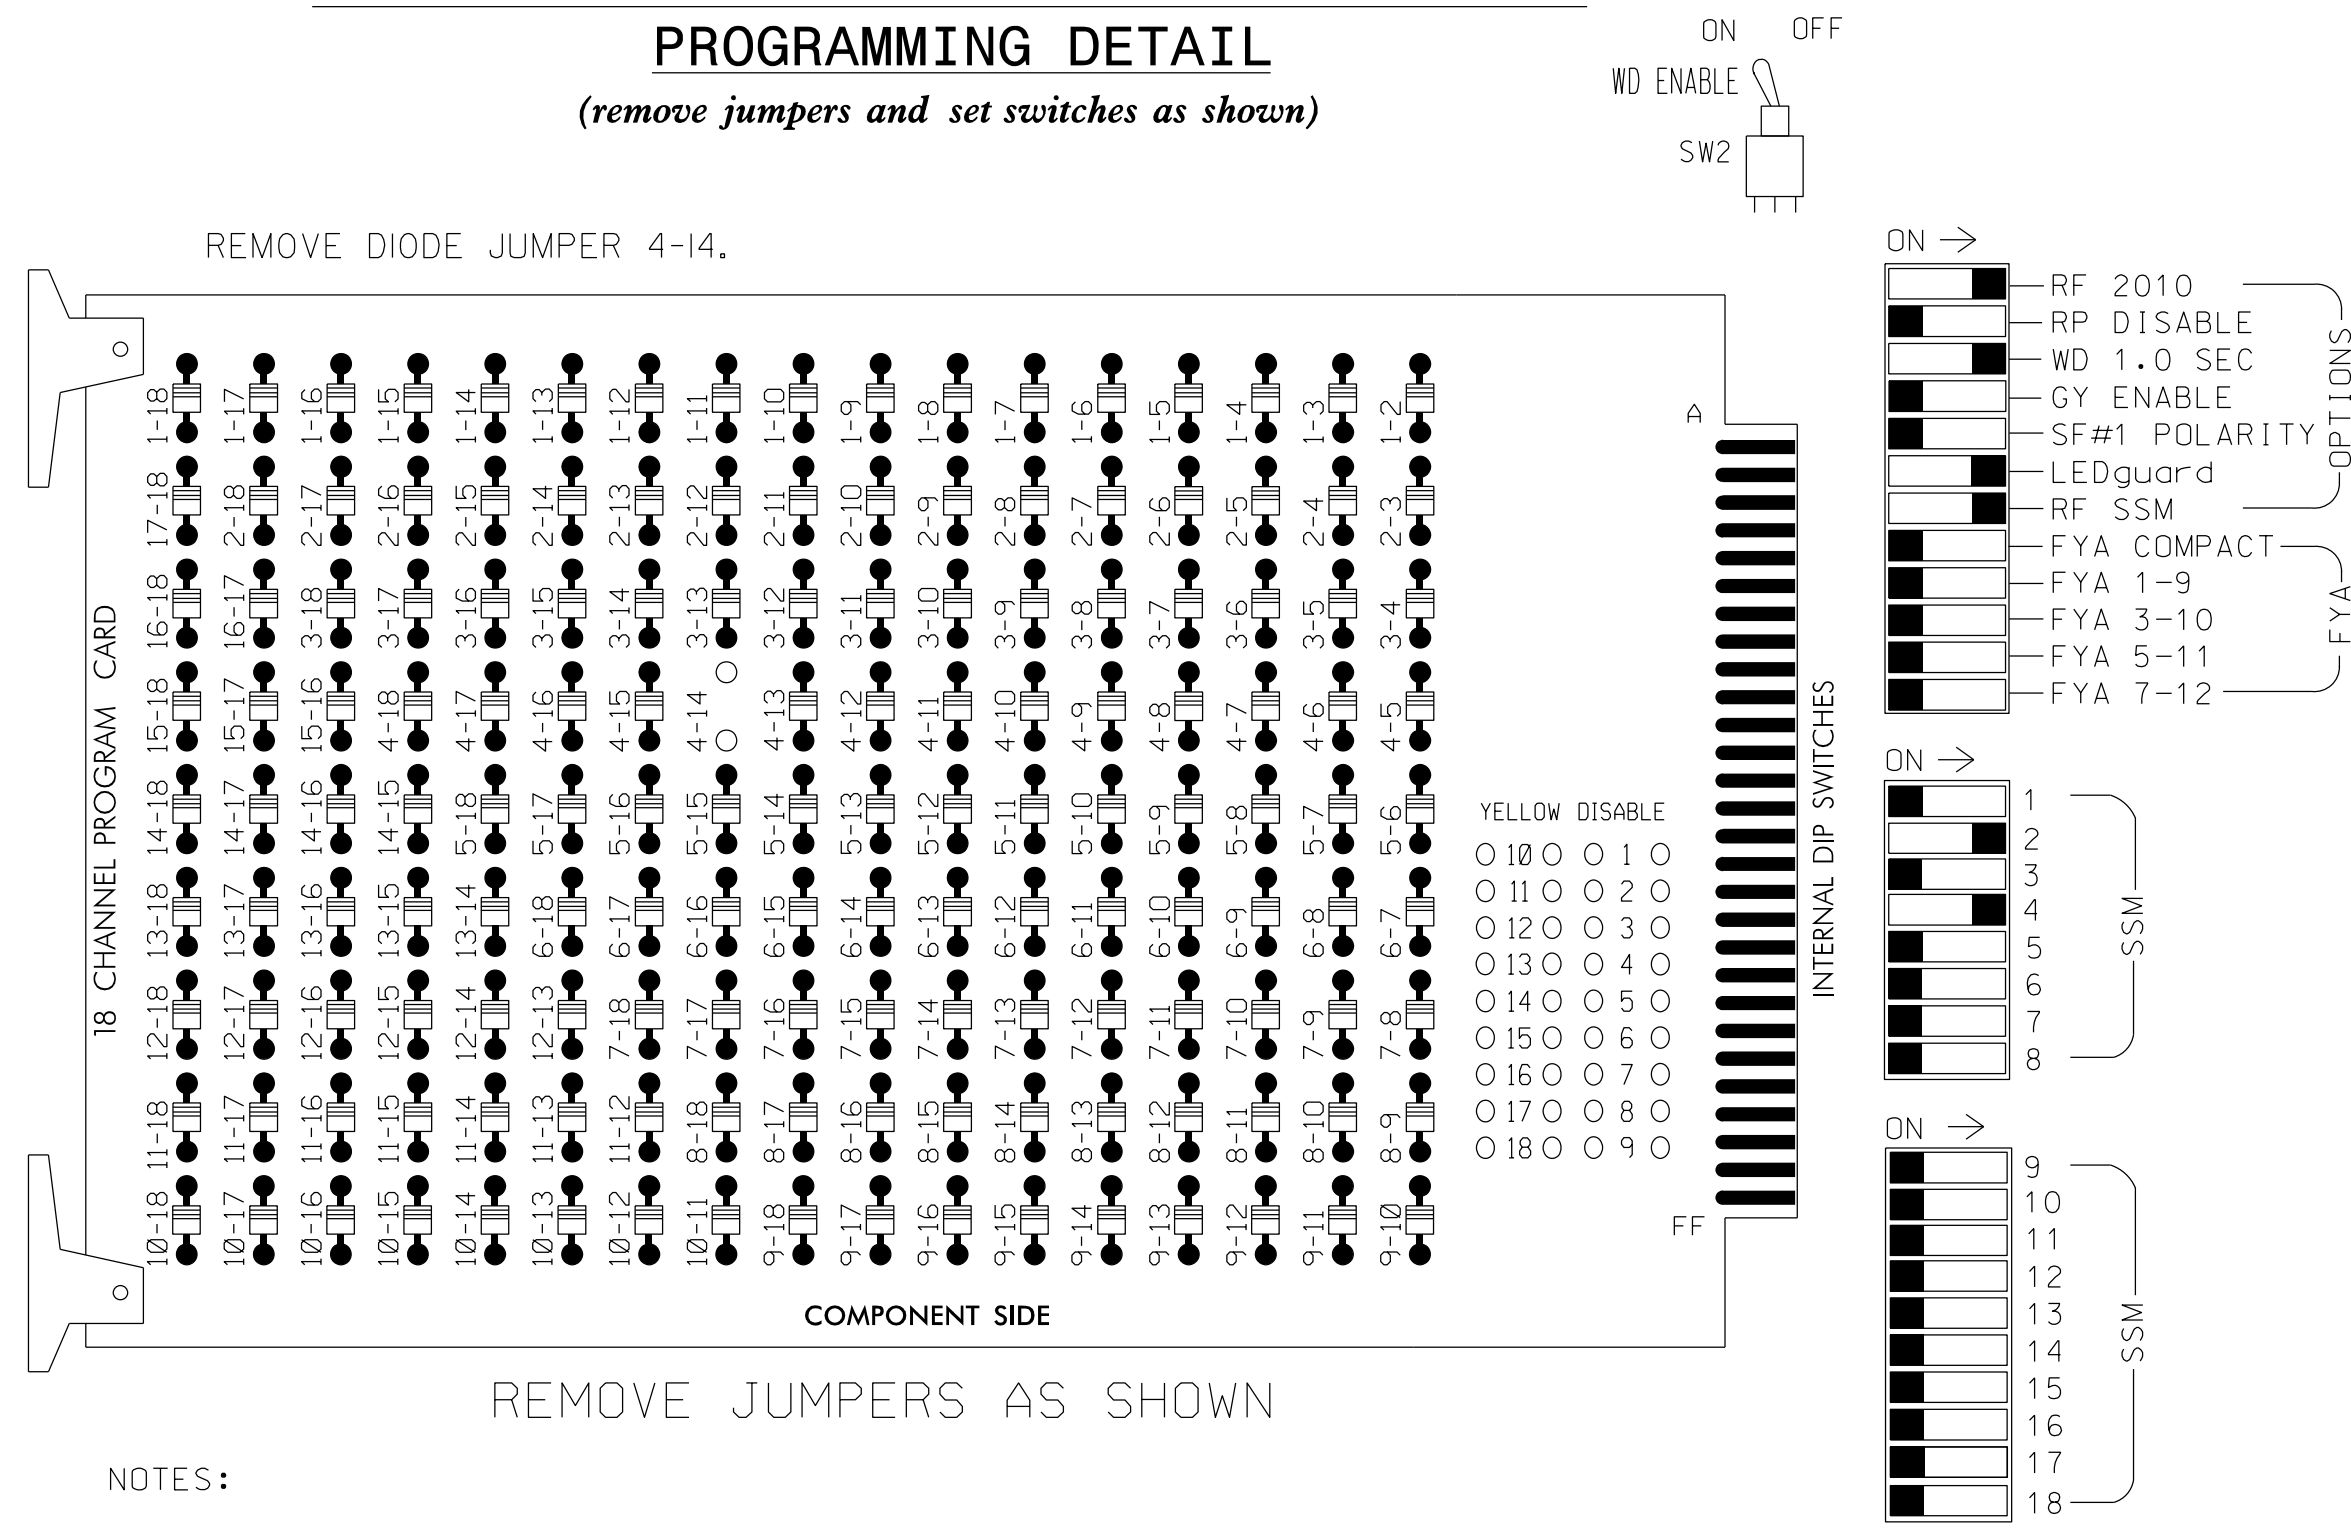 PROGRAMMING DETAIL
(remove jumpers and set switches as shown)
ON OFF
WD ENABLE
SW2
REMOVE DIODE JUMPER 4-14.
18 CHANNEL PROGRAM CARD
1-18 1-17 1-16 1-15 1-14 1-13 1-12 1-11 1-10 1-9 1-8 1-7 1-6 1-5 1-4 1-3 1-2
17-18 2-18 2-17 2-16 2-15 2-14 2-13 2-12 2-11 2-10 2-9 2-8 2-7 2-6 2-5 2-4 2-3
16-18 16-17 3-18 3-17 3-16 3-15 3-14 3-13 3-12 3-11 3-10 3-9 3-8 3-7 3-6 3-5 3-4
15-18 15-17 15-16 4-18 4-17 4-16 4-15 4-14 4-13 4-12 4-11 4-10 4-9 4-8 4-7 4-6 4-5
14-18 14-17 14-16 14-15 5-18 5-17 5-16 5-15 5-14 5-13 5-12 5-11 5-10 5-9 5-8 5-7 5-6
13-18 13-17 13-16 13-15 13-14 6-18 6-17 6-16 6-15 6-14 6-13 6-12 6-11 6-10 6-9 6-8 6-7
12-18 12-17 12-16 12-15 12-14 12-13 7-18 7-17 7-16 7-15 7-14 7-13 7-12 7-11 7-10 7-9 7-8
11-18 11-17 11-16 11-15 11-14 11-13 11-12 8-18 8-17 8-16 8-15 8-14 8-13 8-12 8-11 8-10 8-9
10-18 10-17 10-16 10-15 10-14 10-13 10-12 10-11 9-18 9-17 9-16 9-15 9-14 9-13 9-12 9-11 9-10
COMPONENT SIDE
YELLOW DISABLE
10 1
11 2
12 3
13 4
14 5
15 6
16 7
17 8
18 9
A
FF
INTERNAL DIP SWITCHES
ON →
RF 2010
RP DISABLE
WD 1.0 SEC
GY ENABLE
SF#1 POLARITY
LEDguard
RF SSM
OPTIONS
FYA COMPACT
FYA 1-9
FYA 3-10
FYA 5-11
FYA 7-12
FYA
ON →
1
2
3
4
5
6
7
8
SSM
ON →
9
10
11
12
13
14
15
16
17
18
SSM
REMOVE JUMPERS AS SHOWN
NOTES: